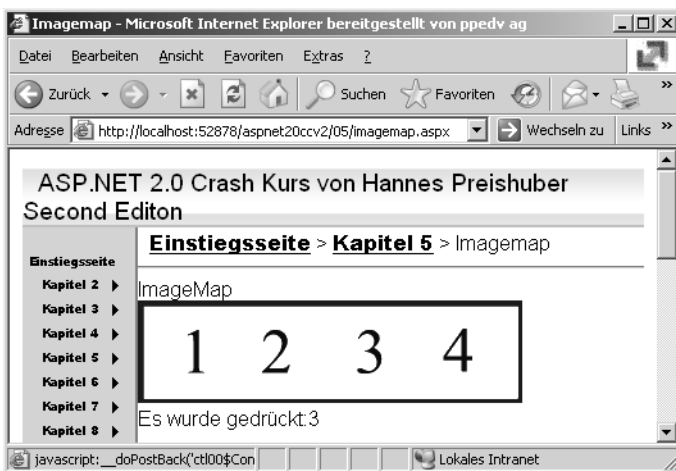 Imagemap - Microsoft Internet Explorer bereitgestellt von ppedv ag
Datei Bearbeiten Ansicht Favoriten Extras ?
Zurück Suchen Favoriten »
Adresse http://localhost:52878/aspnet20ccv2/05/imagemap.aspx Wechseln zu Links »
ASP.NET 2.0 Crash Kurs von Hannes Preishuber
Second Editon
Einstiegsseite > Kapitel 5 > Imagemap
Einstiegsseite
Kapitel 2
Kapitel 3
Kapitel 4
Kapitel 5
Kapitel 6
Kapitel 7
Kapitel 8
ImageMap
1 2 3 4
Es wurde gedrückt:3
javascript:__doPostBack('ctl00$Con Lokales Intranet